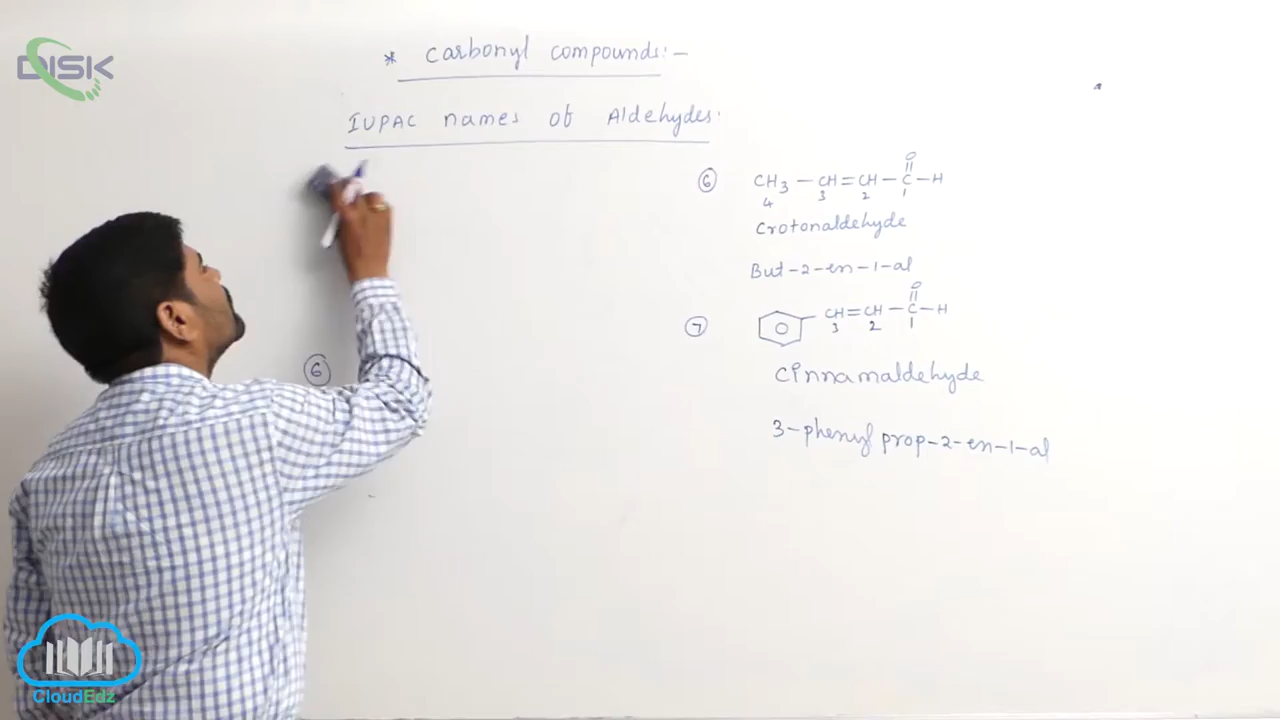 DISK
* Carbonyl compounds:-
IUPAC names of Aldehydes:
6 CH3 - CH = CH - C - H
O
4 3 2 1
Crotonaldehyde
But-2-en-1-al
7 CH = CH - C - H
O
3 2 1
Cinnamaldehyde
3-phenyl prop-2-en-1-al
6
CloudEdz